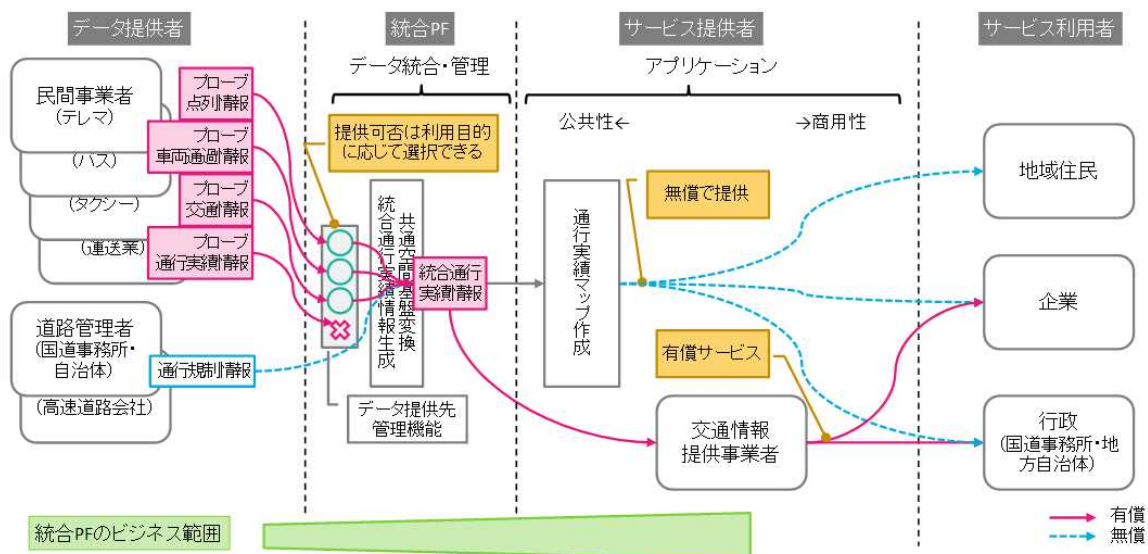 データ提供者
統合PF
サービス提供者
サービス利用者
データ統合・管理
アプリケーション
公共性←
→商用性
民間事業者
(テレマ)
(バス)
(タクシー)
(運送業)
プローブ
点列情報
プローブ
車両通過情報
プローブ
交通情報
プローブ
通行実績情報
道路管理者
(国道事務所・
自治体)
(高速道路会社)
通行規制情報
提供可否は利用目的
に応じて選択できる
共通空間基盤変換
統合通行実績情報生成
統合通行
実績情報
データ提供先
管理機能
通行実績マップ作成
無償で提供
有償サービス
交通情報
提供事業者
地域住民
企業
行政
(国道事務所・地
方自治体)
有償
無償
統合PFのビジネス範囲